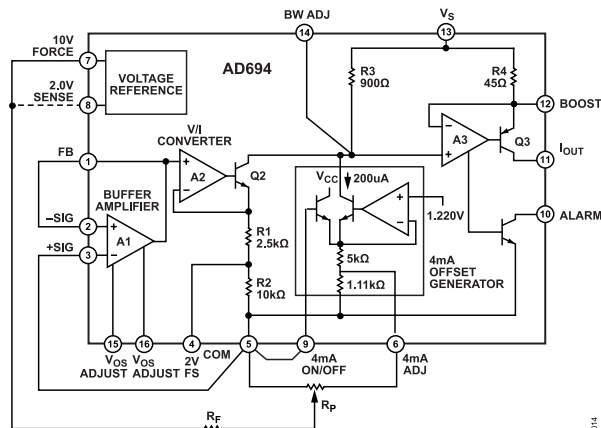 BW ADJ
14
VS
13
10V
FORCE
7
VOLTAGE
REFERENCE
AD694
R3
900Ω
R4
45Ω
2.0V
SENSE
8
12
BOOST
V/I
CONVERTER
A3
Q3
IOUT
11
FB
1
A2
Q2
VCC
200uA
BUFFER
AMPLIFIER
–SIG
2
+SIG
3
A1
1.220V
10
ALARM
R1
2.5kΩ
5kΩ
4mA
OFFSET
GENERATOR
R2
10kΩ
1.11kΩ
15
16
4
COM
5
9
6
VOS
ADJUST
VOS
ADJUST
2V
FS
4mA
ON/OFF
4mA
ADJ
RP
RF
014
+
–
+
–
–
+
+
–
+
–